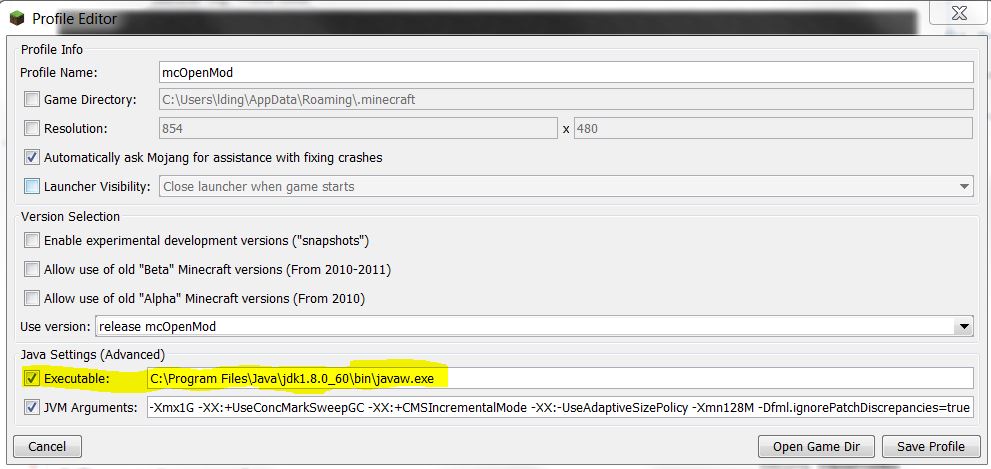 Profile Editor
Profile Info
Profile Name: mcOpenMod
Game Directory: C:\Users\lding\AppData\Roaming\.minecraft
Resolution: 854 x 480
Automatically ask Mojang for assistance with fixing crashes
Launcher Visibility: Close launcher when game starts
Version Selection
Enable experimental development versions ("snapshots")
Allow use of old "Beta" Minecraft versions (From 2010-2011)
Allow use of old "Alpha" Minecraft versions (From 2010)
Use version: release mcOpenMod
Java Settings (Advanced)
Executable: C:\Program Files\Java\jdk1.8.0_60\bin\javaw.exe
JVM Arguments: -Xmx1G -XX:+UseConcMarkSweepGC -XX:+CMSIncrementalMode -XX:-UseAdaptiveSizePolicy -Xmn128M -Dfml.ignorePatchDiscrepancies=true
Cancel Open Game Dir Save Profile